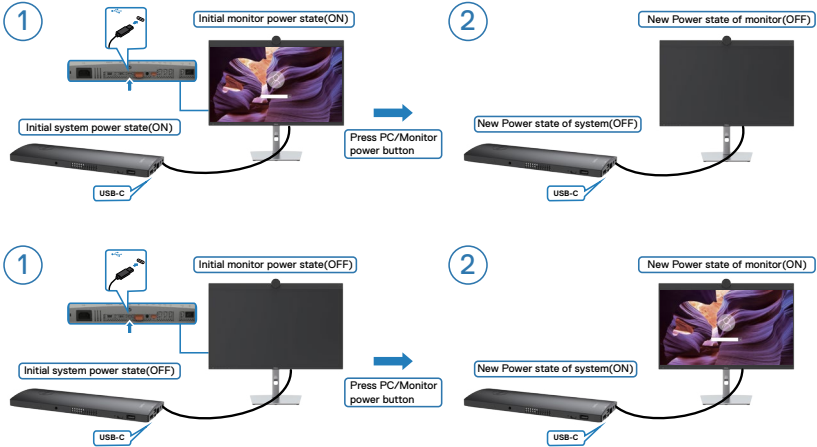 1
Initial monitor power state(ON)
Initial system power state(ON)
USB-C
Press PC/Monitor
power button
2
New Power state of monitor(OFF)
New Power state of system(OFF)
USB-C
1
Initial monitor power state(OFF)
Initial system power state(OFF)
USB-C
Press PC/Monitor
power button
2
New Power state of monitor(ON)
New Power state of system(ON)
USB-C